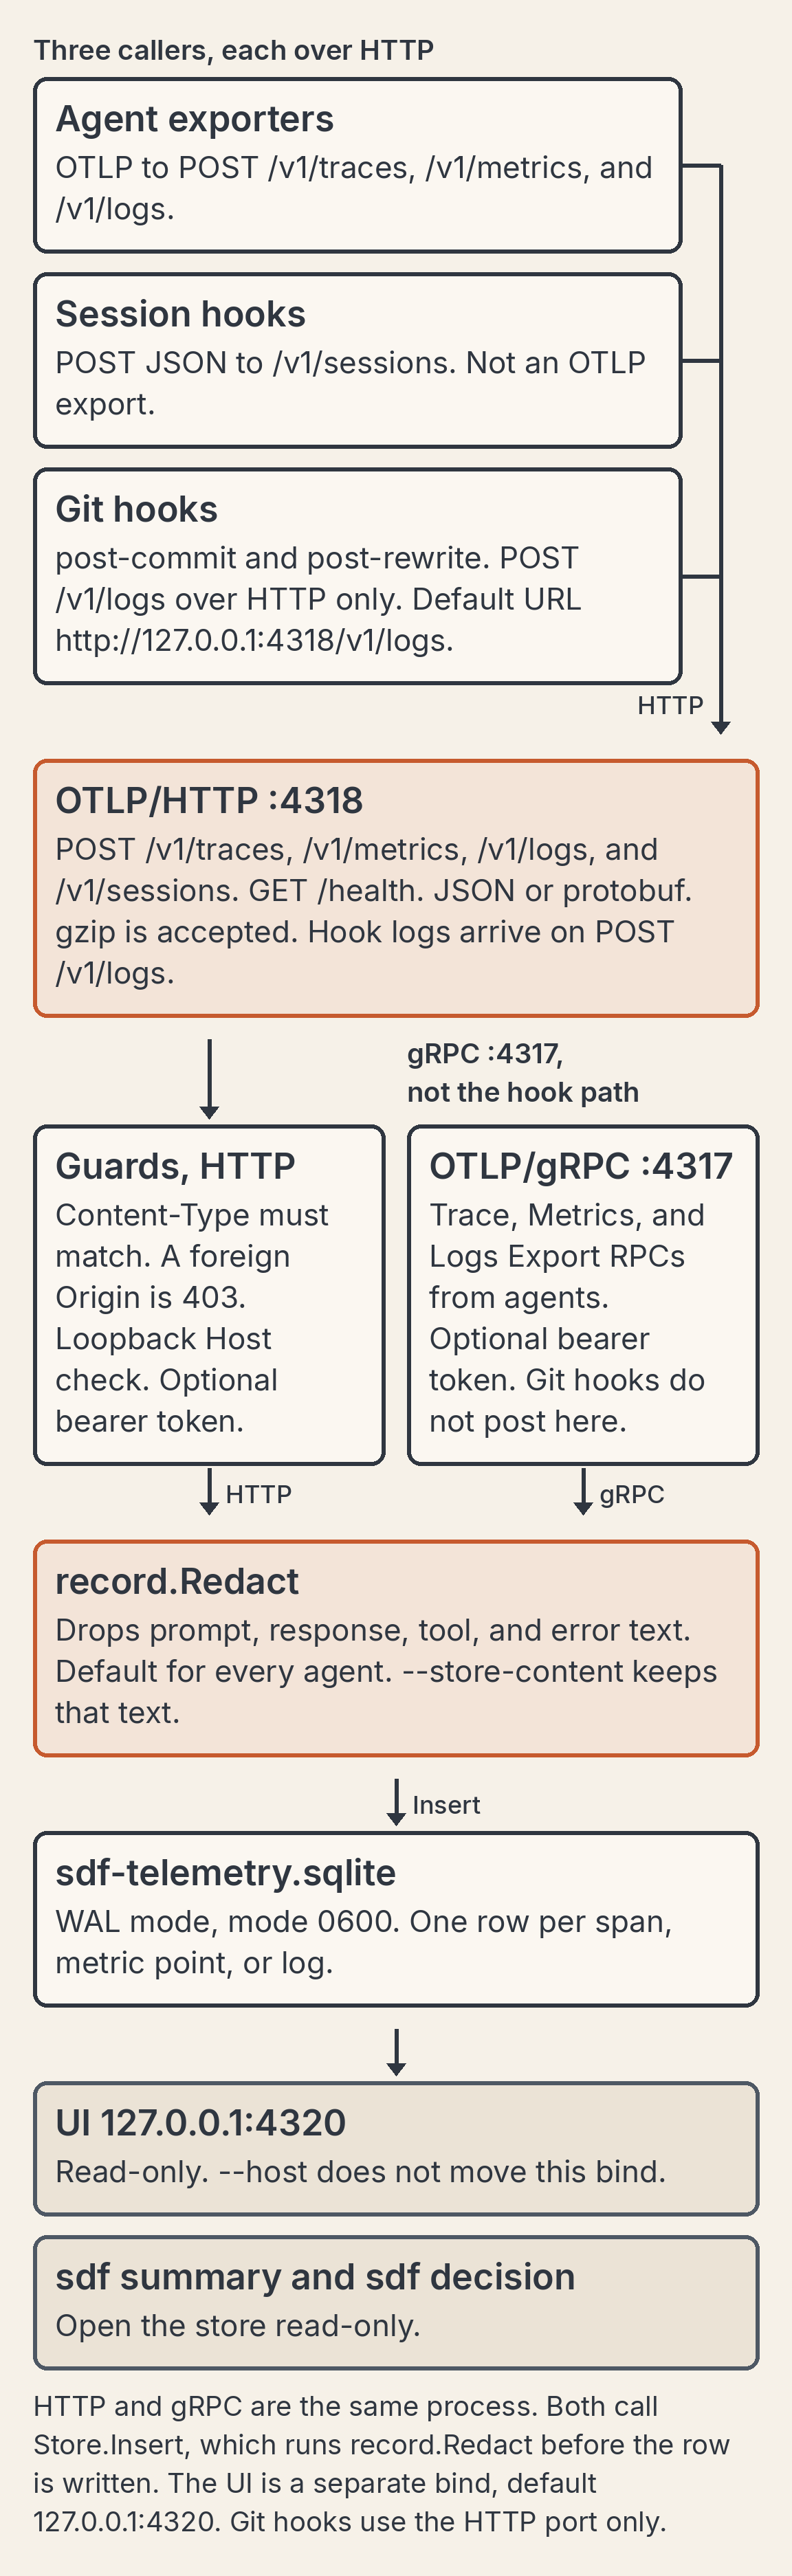 Three callers, each over HTTP
Agent exporters
OTLP to POST /v1/traces, /v1/metrics, and
/v1/logs.
Session hooks
POST JSON to /v1/sessions. Not an OTLP
export.
Git hooks
post-commit and post-rewrite. POST
/v1/logs over HTTP only. Default URL
http://127.0.0.1:4318/v1/logs.
HTTP
OTLP/HTTP :4318
POST /v1/traces, /v1/metrics, /v1/logs, and
/v1/sessions. GET /health. JSON or protobuf.
gzip is accepted. Hook logs arrive on POST
/v1/logs.
gRPC :4317,
not the hook path
Guards, HTTP
Content-Type must
match. A foreign
Origin is 403.
Loopback Host
check. Optional
bearer token.
HTTP
OTLP/gRPC :4317
Trace, Metrics, and
Logs Export RPCs
from agents.
Optional bearer
token. Git hooks do
not post here.
gRPC
record.Redact
Drops prompt, response, tool, and error text.
Default for every agent. --store-content keeps
that text.
Insert
sdf-telemetry.sqlite
WAL mode, mode 0600. One row per span,
metric point, or log.
UI 127.0.0.1:4320
Read-only. --host does not move this bind.
sdf summary and sdf decision
Open the store read-only.
HTTP and gRPC are the same process. Both call
Store.Insert, which runs record.Redact before the row
is written. The UI is a separate bind, default
127.0.0.1:4320. Git hooks use the HTTP port only.